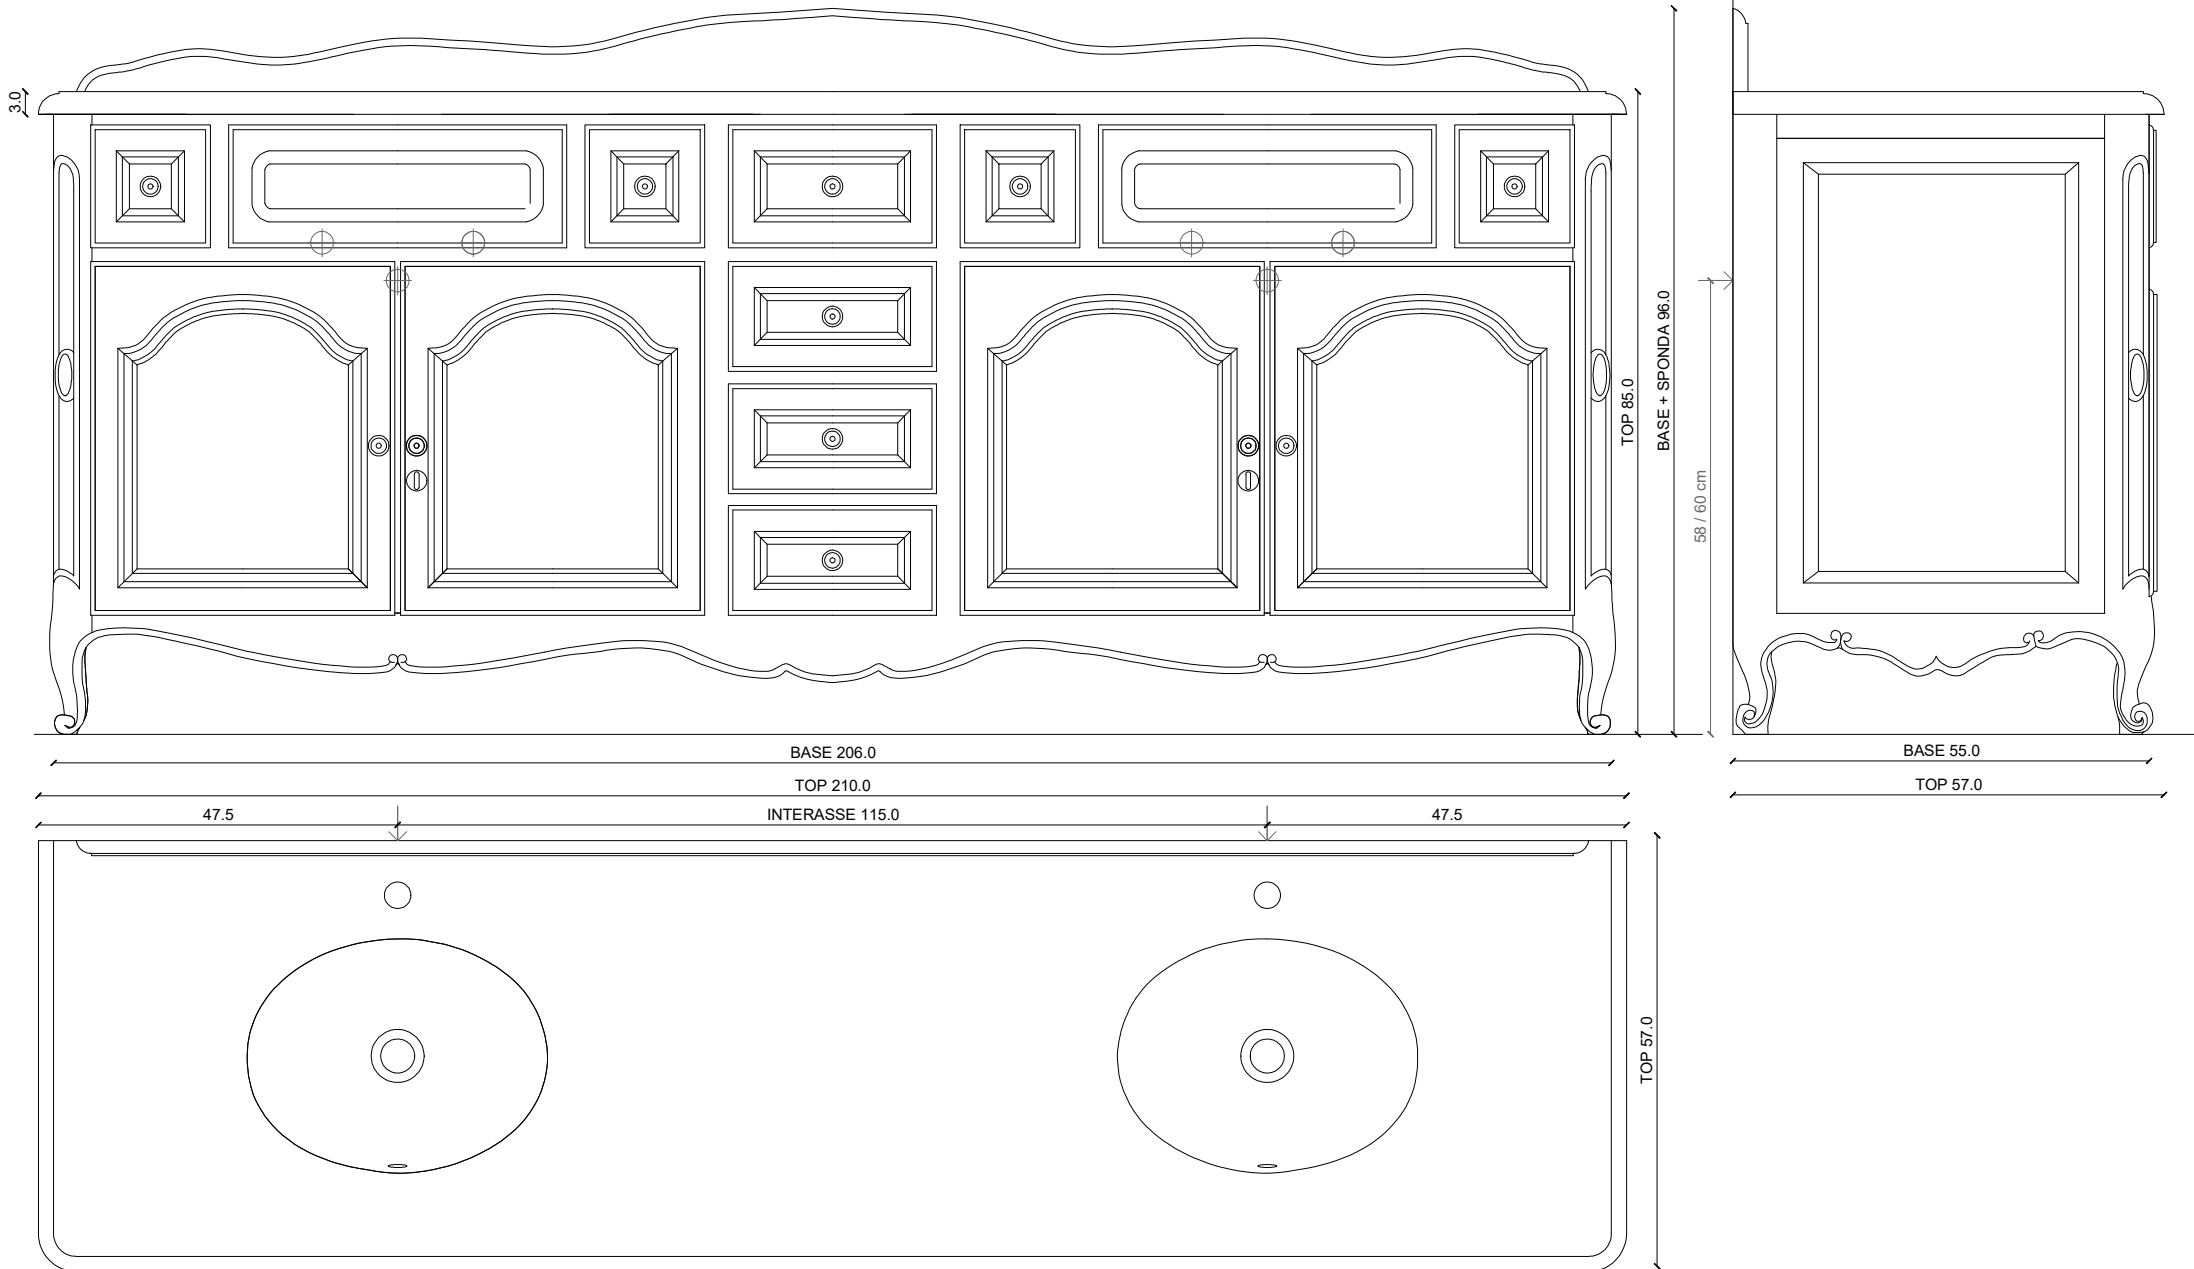 3.0
TOP 85.0
BASE + SPONDA 96.0
58 / 60 cm
BASE 206.0
BASE 55.0
TOP 210.0
TOP 57.0
47.5
INTERASSE 115.0
47.5
TOP 57.0